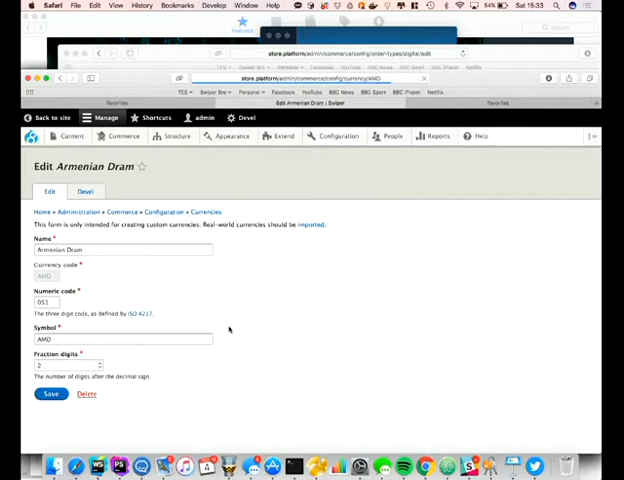 Safari File Edit View History Bookmarks Develop Window Help
54% Sat 15:33
Featured
store.platform/admin/commerce/config/order-types/digital/edit
store.platform/admin/commerce/config/currency/AMD
TES Swiper Bro Personal Facebook YouTube BBC News BBC Sport BBC iPlayer Netflix
Favorites Edit Armenian Dram | Swiper Favorites
Back to site Manage Shortcuts admin Devel
Content Commerce Structure Appearance Extend Configuration People Reports Help
Edit Armenian Dram
Edit Devel
Home » Administration » Commerce » Configuration » Currencies
This form is only intended for creating custom currencies. Real-world currencies should be imported.
Name *
Armenian Dram
Currency code *
AMD
Numeric code *
051
The three digit code, as defined by ISO 4217.
Symbol *
AMD
Fraction digits *
2
The number of digits after the decimal sign.
Save Delete